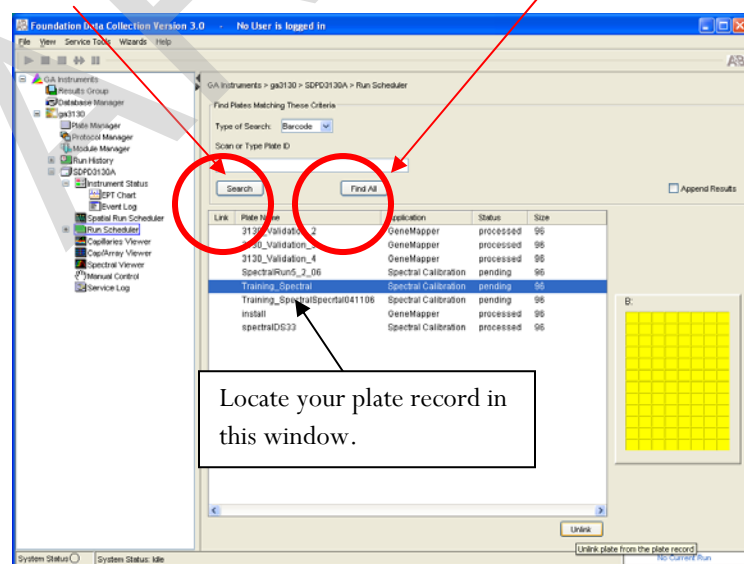 Foundation Data Collection Version 3.0 - No User is logged in
File View Service Tools Wizards Help
AB
GA Instruments
Results Group
Database Manager
ga3130
Plate Manager
Protocol Manager
Module Manager
Run History
SDPD3130A
Instrument Status
EPT Chart
Event Log
Spatial Run Scheduler
Run Scheduler
Capillaries Viewer
Cap/Array Viewer
Spectral Viewer
Manual Control
Service Log
GA Instruments > ga3130 > SDPD3130A > Run Scheduler
Find Plates Matching These Criteria
Type of Search: Barcode
Scan or Type Plate ID
Search Find All Append Results
Link Plate Name Application Status Size
3130_Validation_2 GeneMapper processed 96
3130_Validation_3 GeneMapper processed 96
3130_Validation_4 GeneMapper processed 96
SpectralRun5_2_06 Spectral Calibration pending 96
Training_Spectral Spectral Calibration pending 96
Training_SpectralSpecrtal041106 Spectral Calibration pending 96
install GeneMapper processed 96
spectralDS33 Spectral Calibration processed 96
B:
Locate your plate record in
this window.
Unlink
Unlink plate from the plate record
System Status System Status: Idle No Current Run